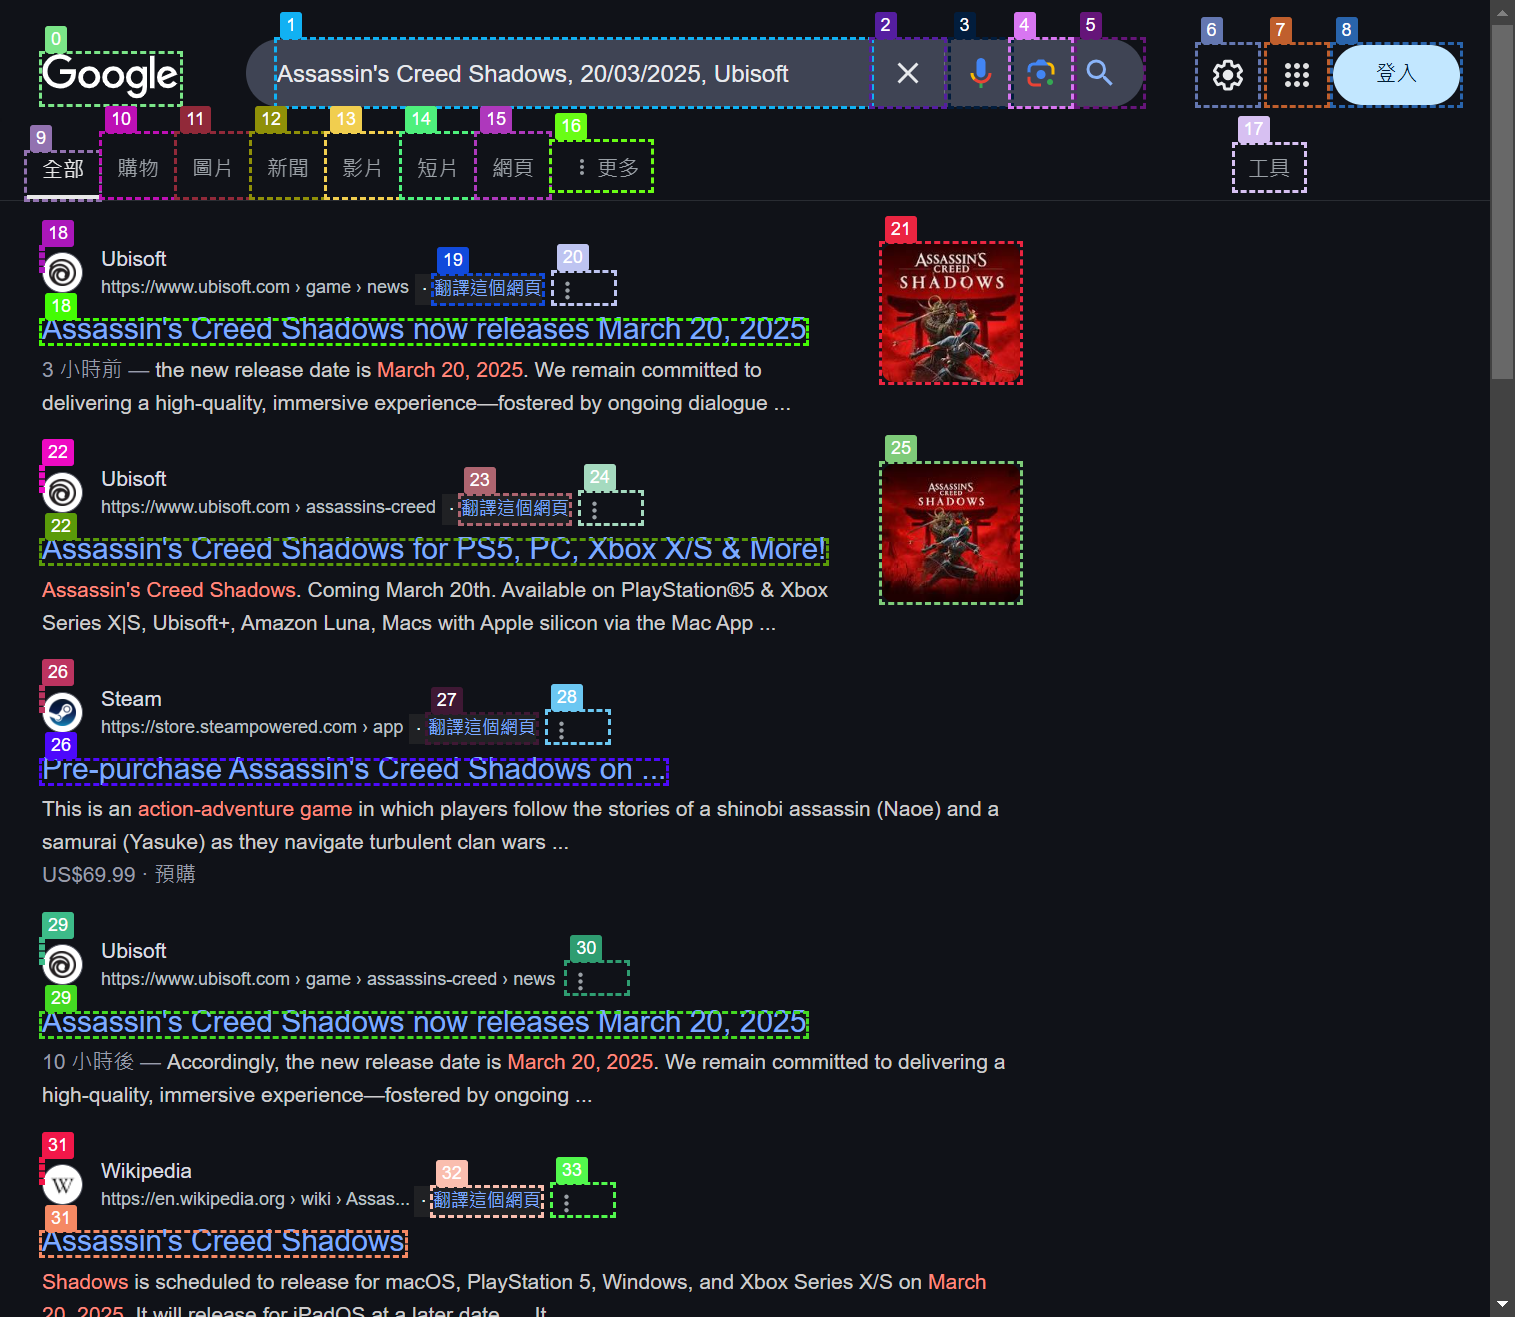 0
1
2
3
4
5
6
7
8
Google
Assassin's Creed Shadows, 20/03/2025, Ubisoft
登入
9
10
11
12
13
14
15
16
17
全部
購物
圖片
新聞
影片
短片
網頁
更多
工具
18
19
20
21
Ubisoft
https://www.ubisoft.com › game › news · 翻譯這個網頁
18
Assassin's Creed Shadows now releases March 20, 2025
3 小時前 — the new release date is March 20, 2025. We remain committed to
delivering a high-quality, immersive experience—fostered by ongoing dialogue ...
ASSASSIN'S
CREED
SHADOWS
22
23
24
25
Ubisoft
https://www.ubisoft.com › assassins-creed · 翻譯這個網頁
22
Assassin's Creed Shadows for PS5, PC, Xbox X/S & More!
Assassin's Creed Shadows. Coming March 20th. Available on PlayStation®5 & Xbox
Series X|S, Ubisoft+, Amazon Luna, Macs with Apple silicon via the Mac App ...
ASSASSIN'S
CREED
SHADOWS
26
27
28
Steam
https://store.steampowered.com › app · 翻譯這個網頁
26
Pre-purchase Assassin's Creed Shadows on ...
This is an action-adventure game in which players follow the stories of a shinobi assassin (Naoe) and a
samurai (Yasuke) as they navigate turbulent clan wars ...
US$69.99 · 預購
29
30
Ubisoft
https://www.ubisoft.com › game › assassins-creed › news
29
Assassin's Creed Shadows now releases March 20, 2025
10 小時後 — Accordingly, the new release date is March 20, 2025. We remain committed to delivering a
high-quality, immersive experience—fostered by ongoing ...
31
32
33
Wikipedia
https://en.wikipedia.org › wiki › Assas... · 翻譯這個網頁
31
Assassin's Creed Shadows
Shadows is scheduled to release for macOS, PlayStation 5, Windows, and Xbox Series X/S on March
20, 2025. It will release for iPadOS at a later date. ... It